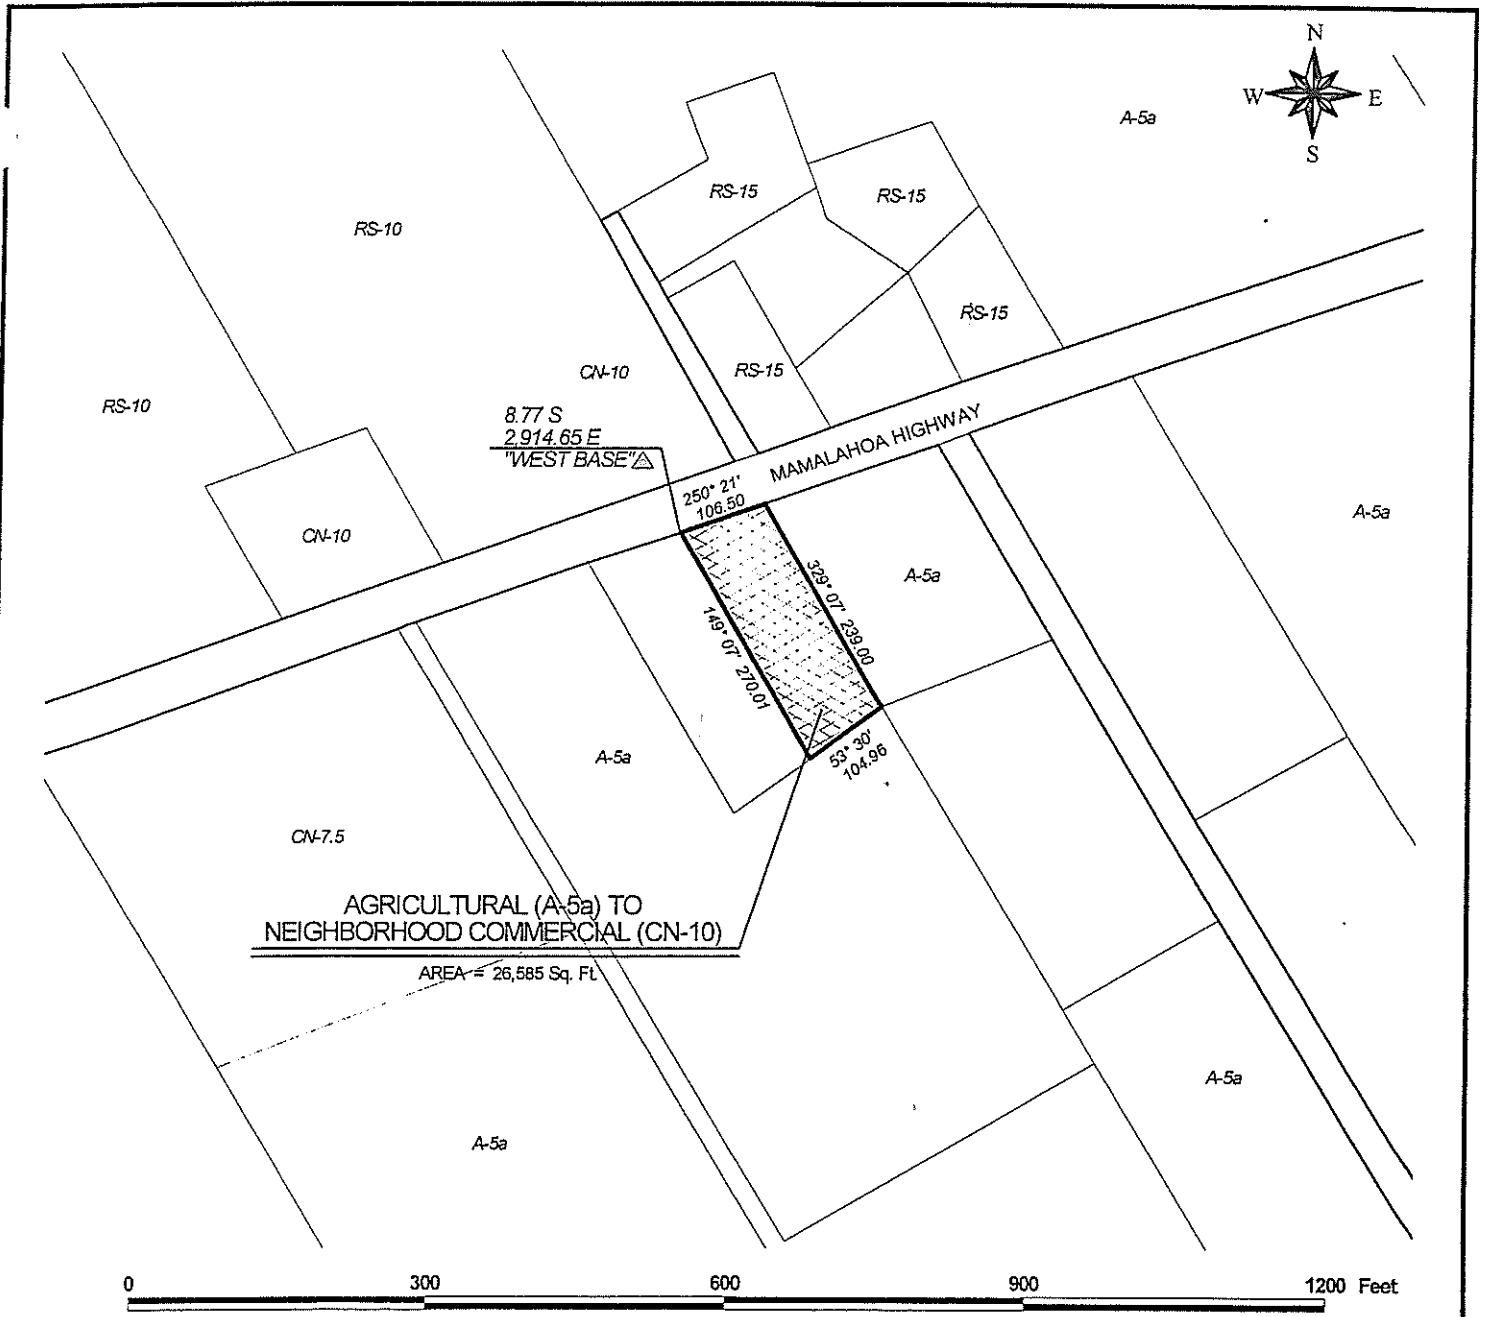 N
W E
S
A-5a
RS-15
RS-15
RS-10
RS-15
CN-10
RS-15
RS-10
8.77 S
2,914.65 E
"WEST BASE"
MAMALAHOA HIGHWAY
250° 21'
106.50
A-5a
CN-10
A-5a
329° 07' 239.00
149° 07' 270.01
53° 30'
104.96
A-5a
CN-7.5
AGRICULTURAL (A-5a) TO
NEIGHBORHOOD COMMERCIAL (CN-10)
AREA = 26,585 Sq. Ft.
A-5a
A-5a
0 300 600 900 1200 Feet